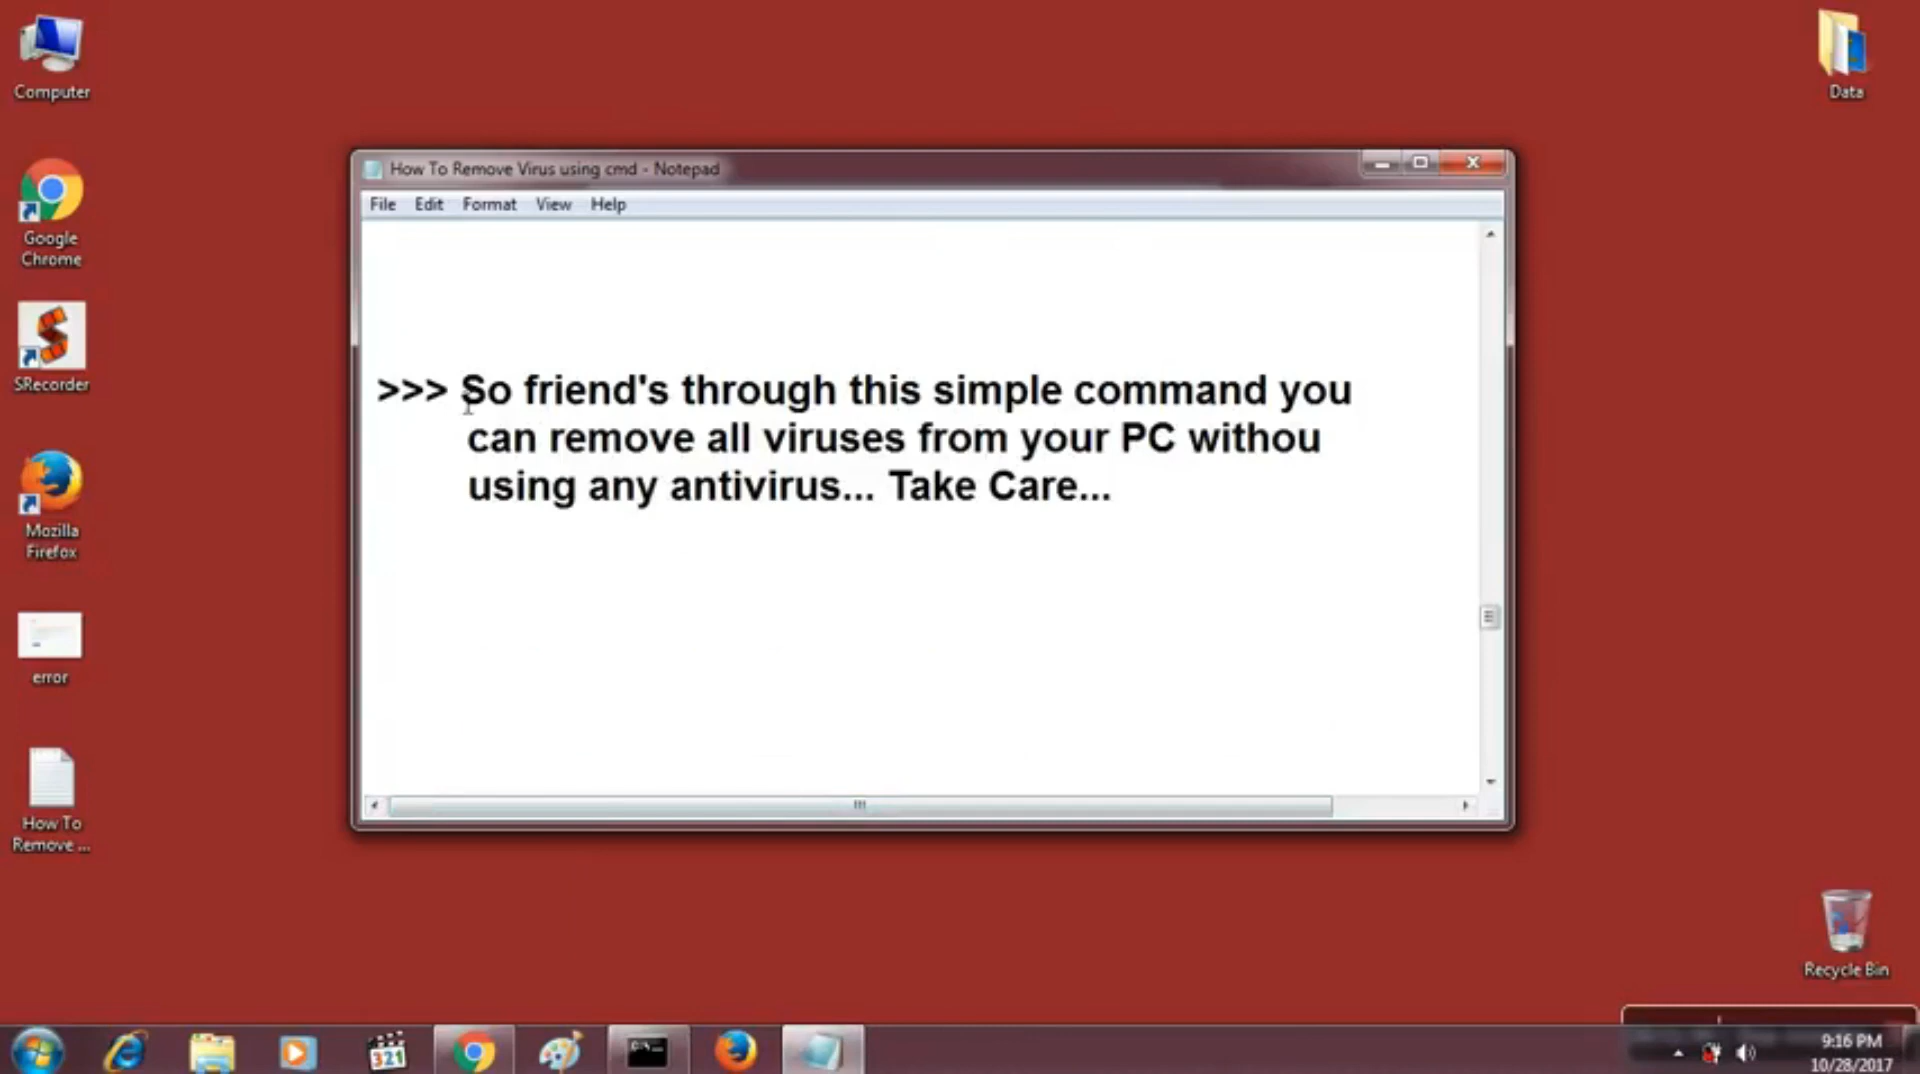 Computer
Data
Google
Chrome
SRecorder
Mozilla
Firefox
error
How To
Remove ...
Recycle Bin
How To Remove Virus using cmd - Notepad
File Edit Format View Help
>>> So friend's through this simple command you
can remove all viruses from your PC withou
using any antivirus... Take Care...
321
C:\
9:16 PM
10/28/2017